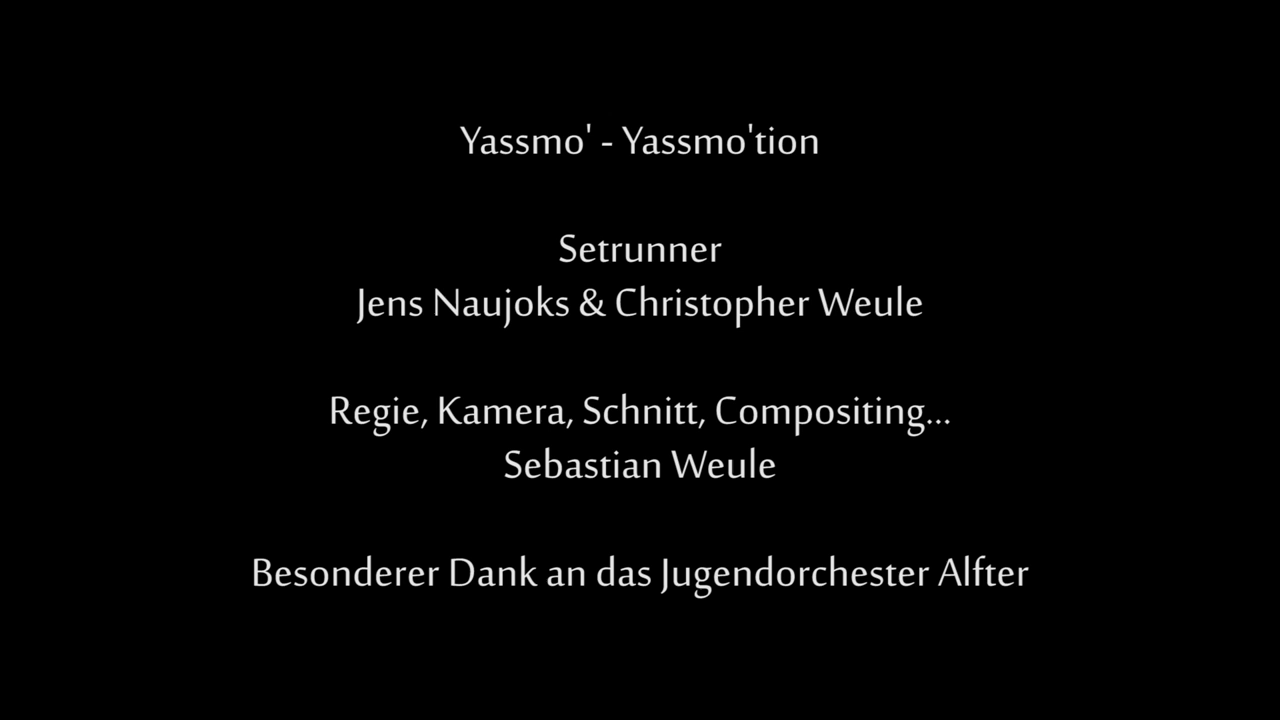 Yassmo' - Yassmo'tion
Setrunner
Jens Naujoks & Christopher Weule
Regie, Kamera, Schnitt, Compositing...
Sebastian Weule
Besonderer Dank an das Jugendorchester Alfter